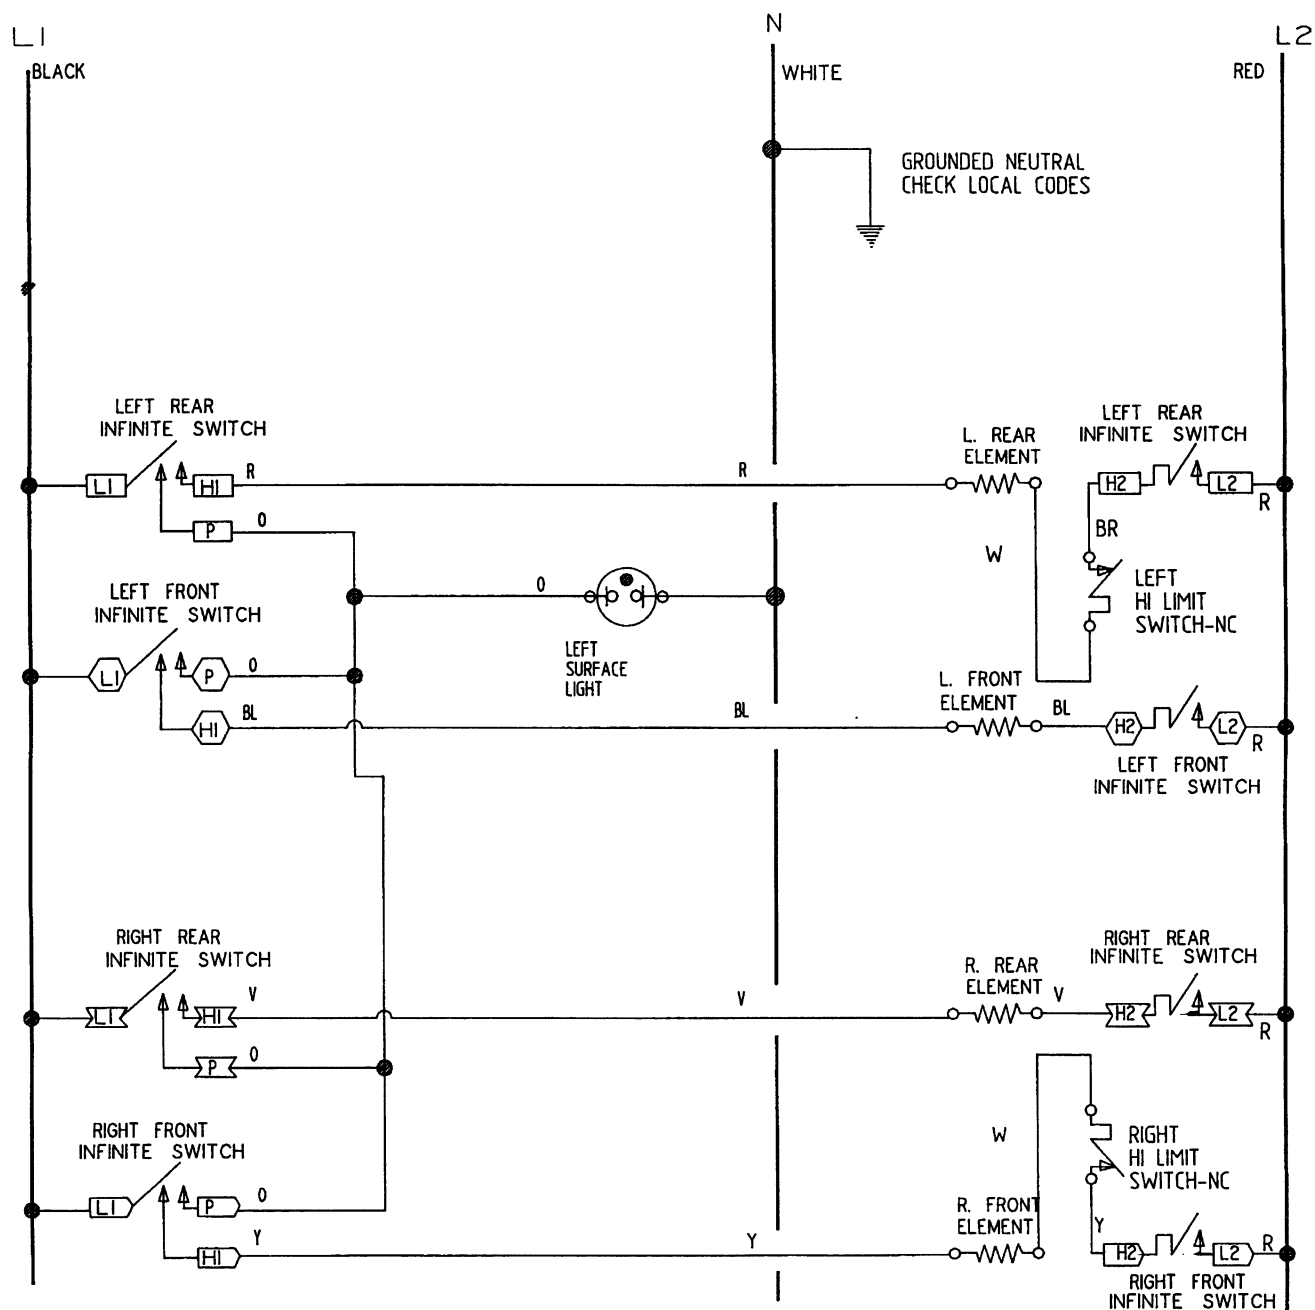 L1
N
L2
BLACK
WHITE
RED
GROUNDED NEUTRAL
CHECK LOCAL CODES
LEFT REAR
INFINITE SWITCH
L1
H1
R
P
O
R
L. REAR
ELEMENT
LEFT REAR
INFINITE SWITCH
H2
L2
R
BR
W
LEFT
HI LIMIT
SWITCH-NC
LEFT FRONT
INFINITE SWITCH
O
LEFT
SURFACE
LIGHT
L1
P
O
H1
BL
BL
L. FRONT
ELEMENT
BL
H2
L2
R
LEFT FRONT
INFINITE SWITCH
RIGHT REAR
INFINITE SWITCH
L1
H1
V
P
O
V
R. REAR
ELEMENT
V
RIGHT REAR
INFINITE SWITCH
H2
L2
R
RIGHT FRONT
INFINITE SWITCH
L1
P
O
H1
Y
Y
W
RIGHT
HI LIMIT
SWITCH-NC
R. FRONT
ELEMENT
Y
H2
L2
R
RIGHT FRONT
INFINITE SWITCH